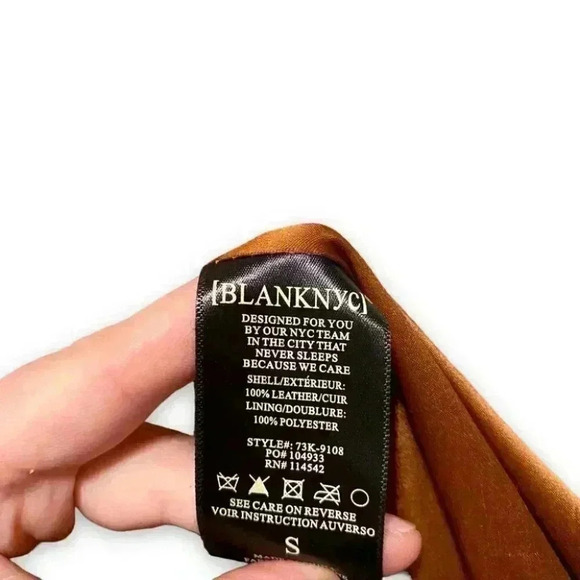 [BLANKNYC]
DESIGNED FOR YOU
BY OUR NYC TEAM
IN THE CITY THAT
NEVER SLEEPS
BECAUSE WE CARE
SHELL/EXTÉRIEUR:
100% LEATHER/CUIR
LINING/DOUBLURE:
100% POLYESTER
STYLE#: 73K-9108
PO# 104933
RN# 114542
SEE CARE ON REVERSE
VOIR INSTRUCTION AUVERSO
S